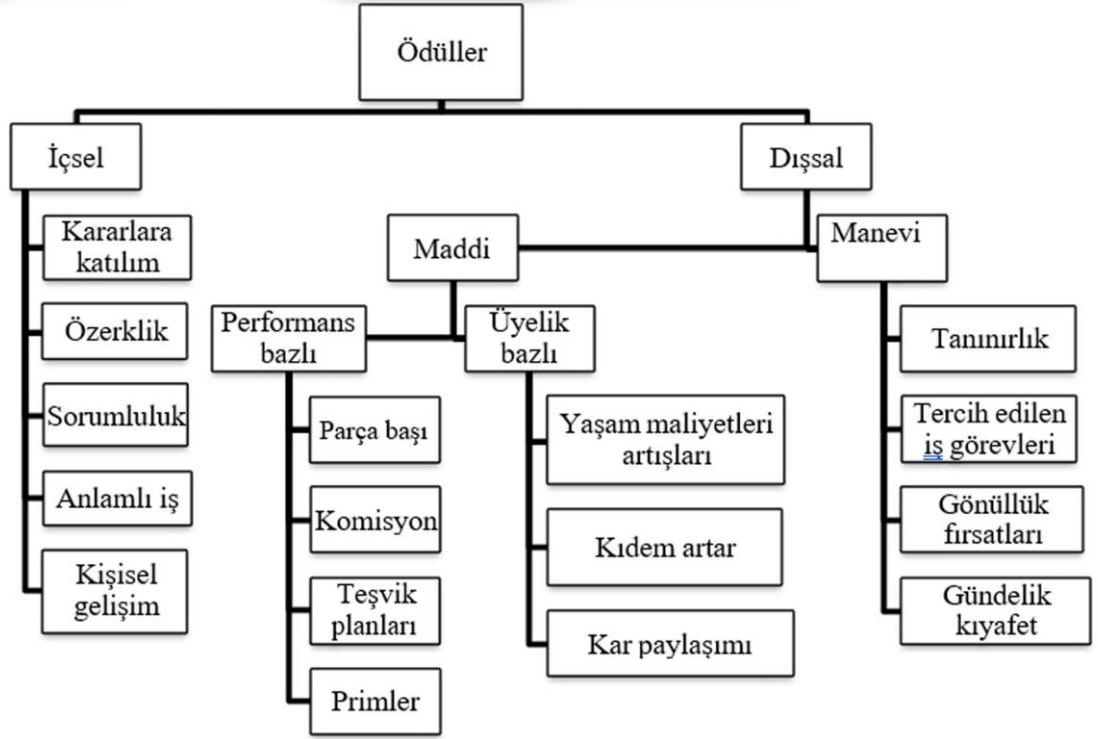 Ödüller
İçsel
Kararlara
katılım
Özerklik
Sorumluluk
Anlamlı iş
Kişisel
gelişim
Dışsal
Maddi
Performans
bazlı
Parça başı
Komisyon
Teşvik
planları
Primler
Üyelik
bazlı
Yaşam maliyetleri
artışları
Kıdem artar
Kar paylaşımı
Manevi
Tanınırlık
Tercih edilen
iş görevleri
Gönüllük
fırsatları
Gündelik
kıyafet